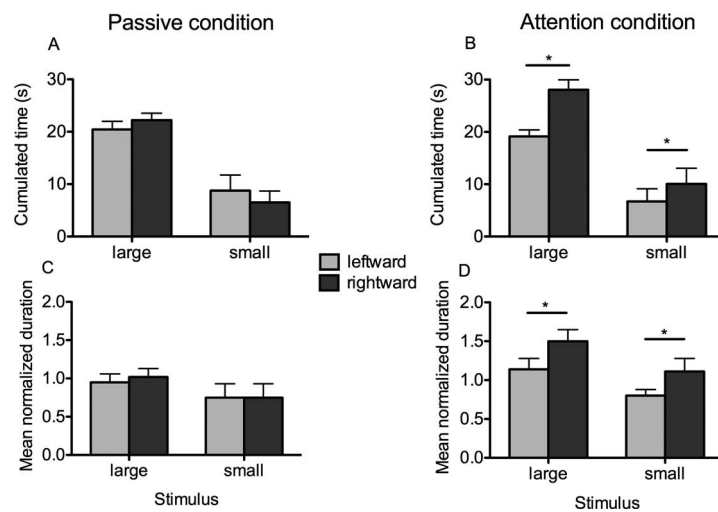 Passive condition
Attention condition
A
Cumulated time (s)
30
20
10
0
large
small
B
*
*
Cumulated time (s)
30
20
10
0
large
small
leftward
rightward
C
Mean normalized duration
2.0
1.5
1.0
0.5
0.0
large
small
Stimulus
D
*
*
Mean normalized duration
2.0
1.5
1.0
0.5
0.0
large
small
Stimulus